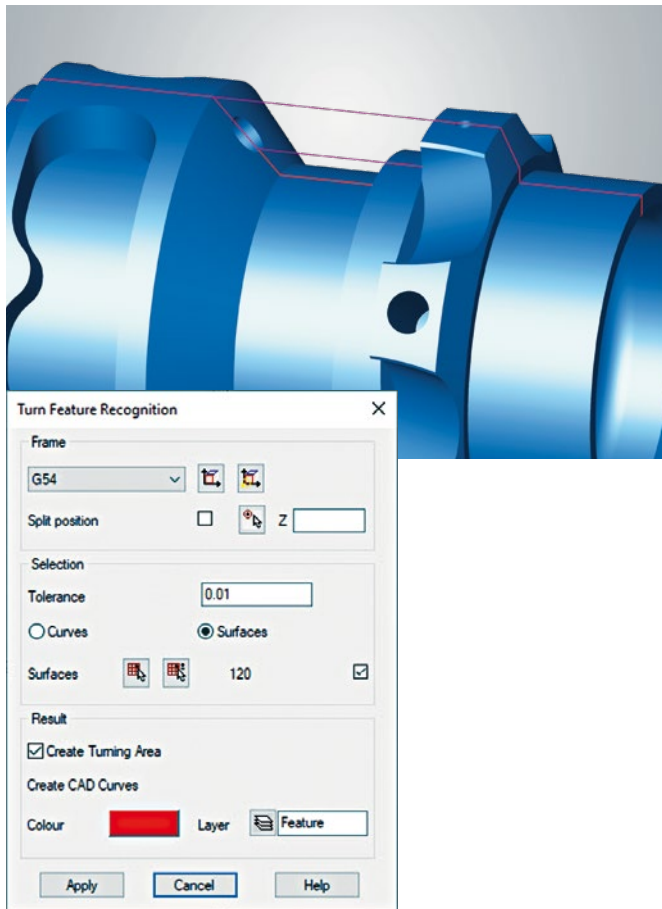 Turn Feature Recognition
Frame
G54
Split position Z
Selection
Tolerance 0.01
Curves Surfaces
Surfaces 120
Result
Create Turning Area
Create CAD Curves
Colour Layer Feature
Apply Cancel Help